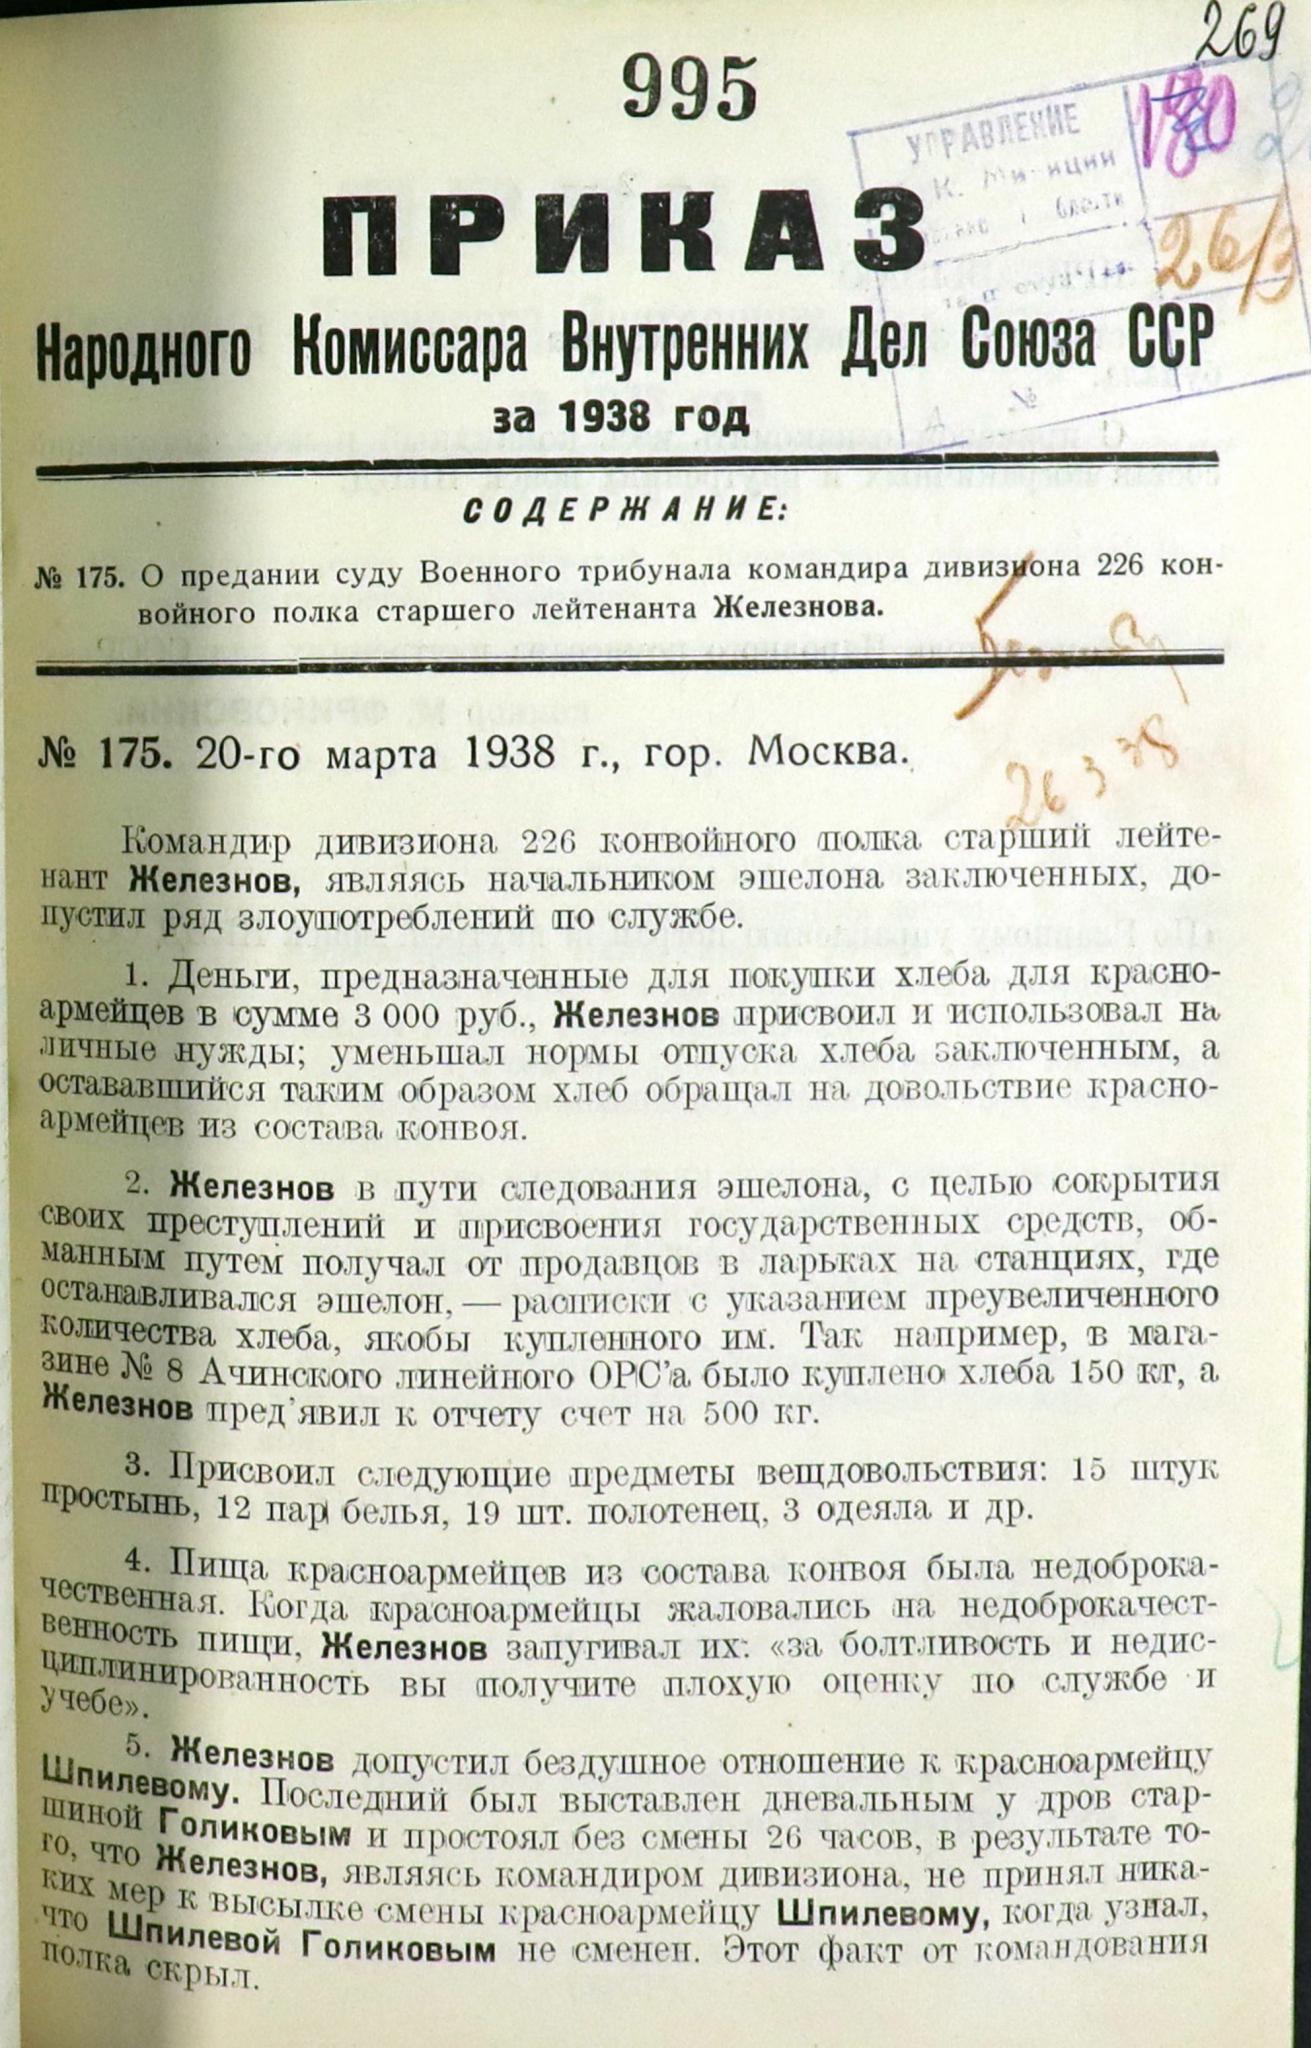 269
995
УПРАВЛЕНИЕ
ПРИКАЗ
26/3
Народного Комиссара Внутренних Дел Союза ССР
за 1938 год
№
СОДЕРЖАНИЕ:
№ 175. О предании суду Военного трибунала командира дивизиона 226 кон-
войного полка старшего лейтенанта Железнова.
№ 175. 20-го марта 1938 г., гор. Москва.
26 3 38
Командир дивизиона 226 конвойного полка старший лейте-
нант Железнов, являясь начальником эшелона заключенных, до-
пустил ряд злоупотреблений по службе.
1. Деньги, предназначенные для покупки хлеба для красно-
армейцев в сумме 3 000 руб., Железнов присвоил и использовал на
личные нужды; уменьшал нормы отпуска хлеба заключенным, а
остававшийся таким образом хлеб обращал на довольствие красно-
армейцев из состава конвоя.
2. Железнов в пути следования эшелона, с целью сокрытия
своих преступлений и присвоения государственных средств, об-
манным путем получал от продавцов в ларьках на станциях, где
останавливался эшелон, — расписки с указанием преувеличенного
количества хлеба, якобы купленного им. Так например, в мага-
зине № 8 Ачинского линейного ОРС'а было куплено хлеба 150 кг, а
Железнов пред'явил к отчету счет на 500 кг.
3. Присвоил следующие предметы вещдовольствия: 15 штук
простынь, 12 пар белья, 19 шт. полотенец, 3 одеяла и др.
4. Пища красноармейцев из состава конвоя была недоброка-
чественная. Когда красноармейцы жаловались на недоброкачест-
венность пищи, Железнов запугивал их: «за болтливость и недис-
циплинированность вы получите плохую оценку по службе и
учебе».
5. Железнов допустил бездушное отношение к красноармейцу
Шпилевому. Последний был выставлен дневальным у дров стар-
шиной Голиковым и простоял без смены 26 часов, в результате то-
го, что Железнов, являясь командиром дивизиона, не принял ника-
ких мер к высылке смены красноармейцу Шпилевому, когда узнал,
что Шпилевой Голиковым не сменен. Этот факт от командования
полка скрыл.